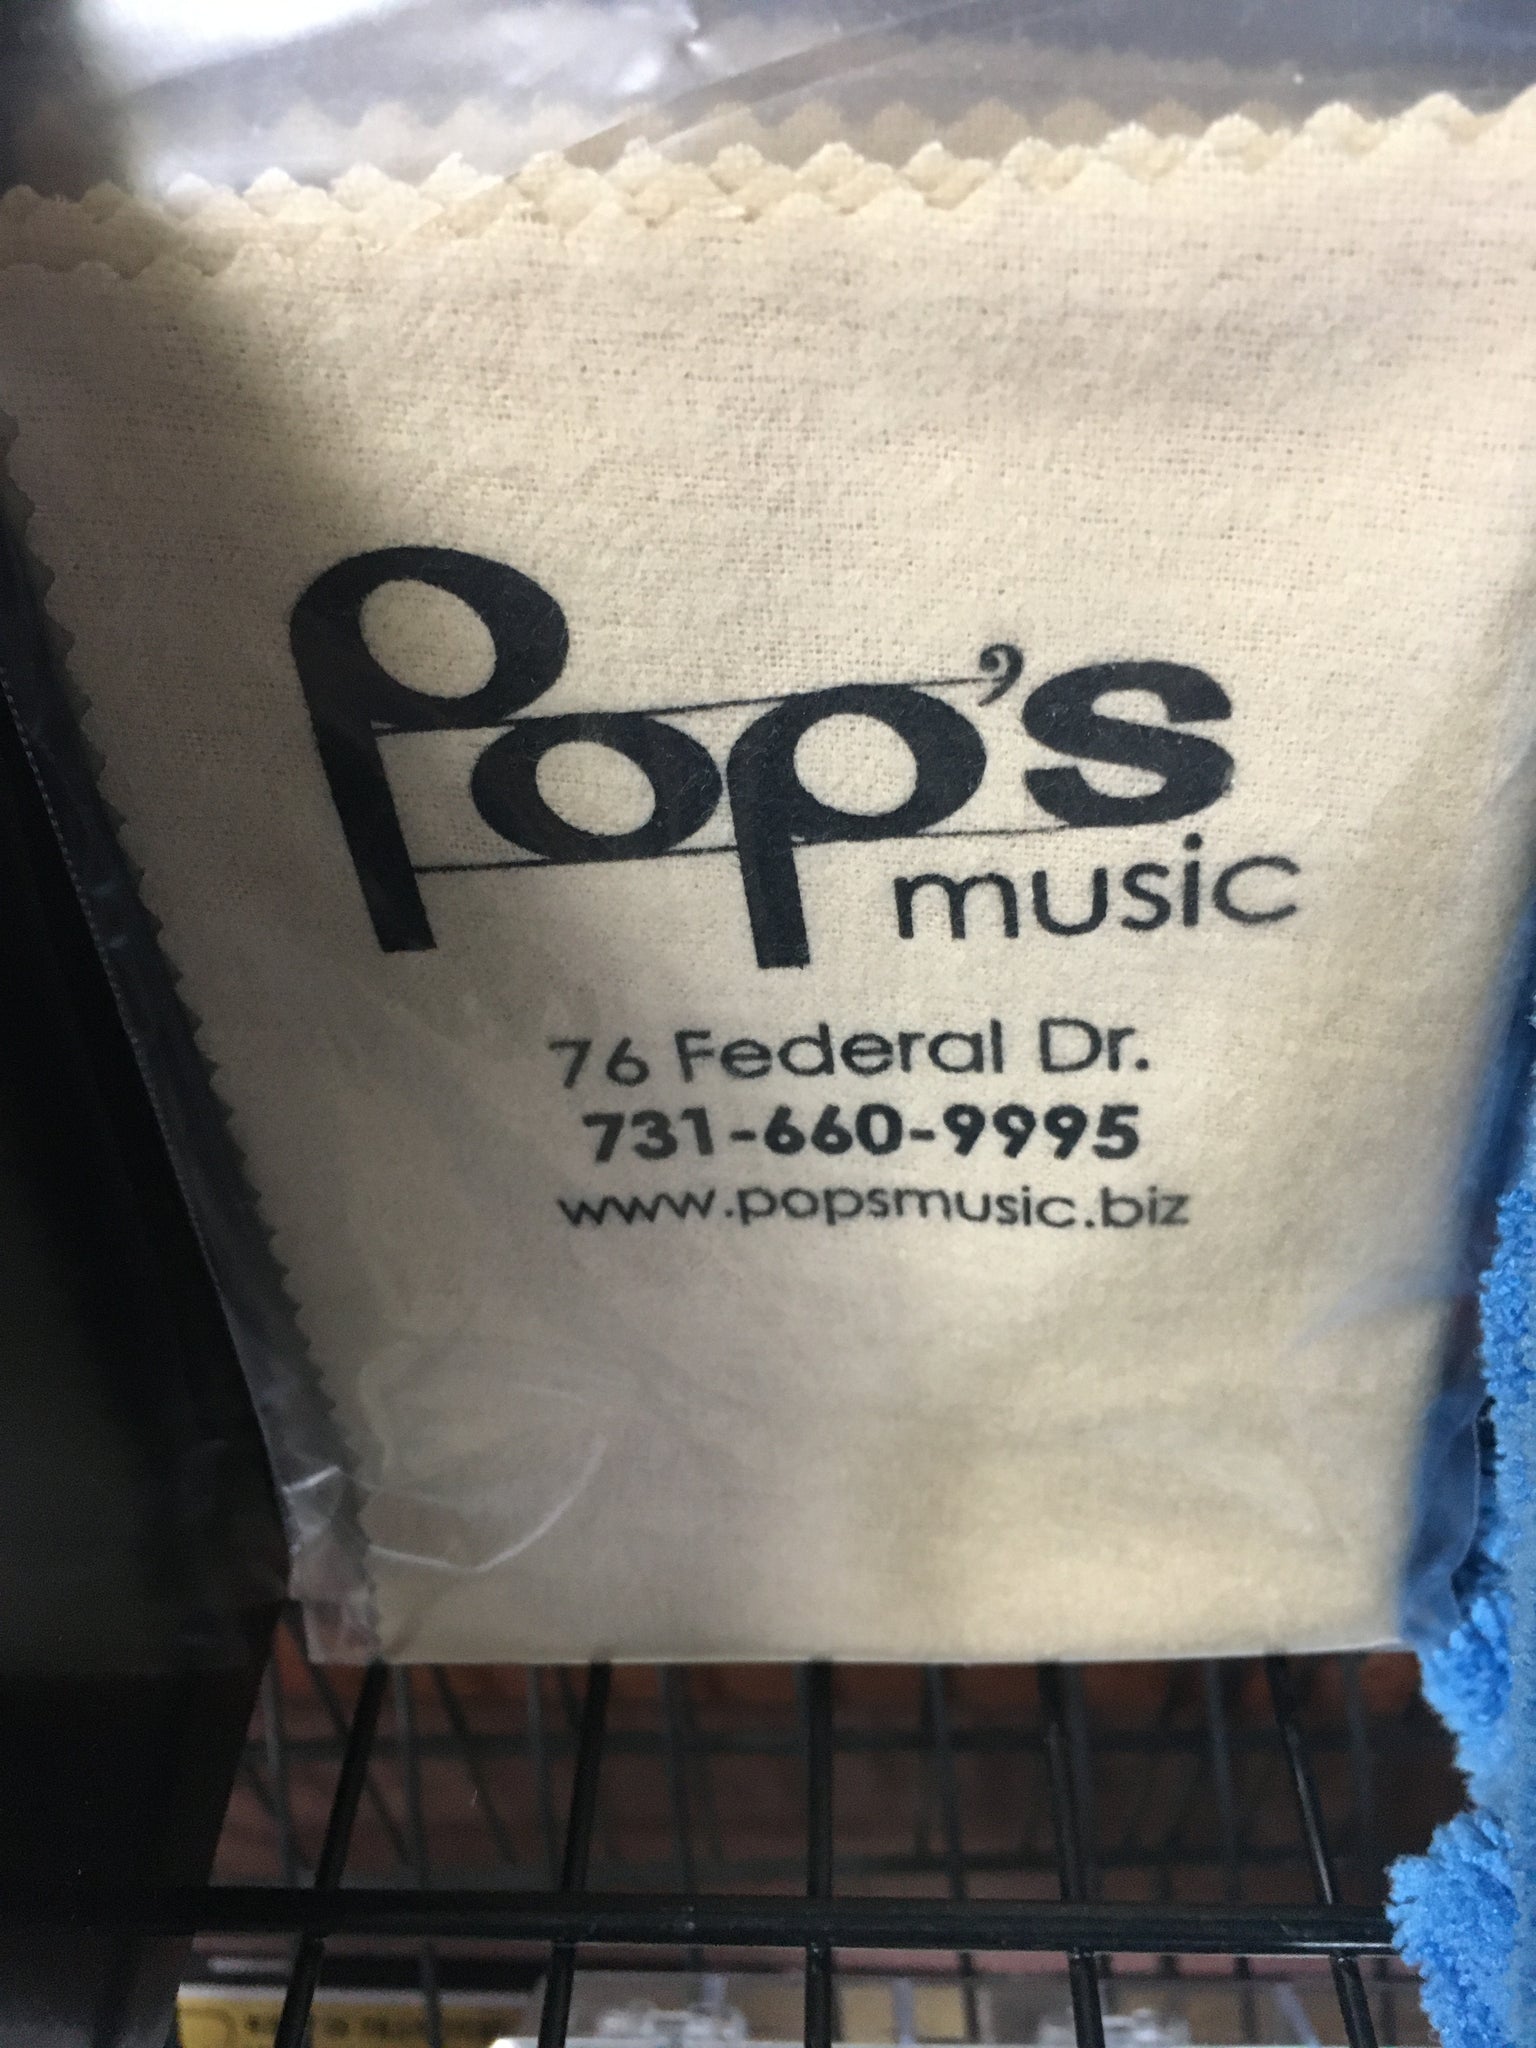 Pop's
music
76 Federal Dr.
731-660-9995
www.popsmusic.biz